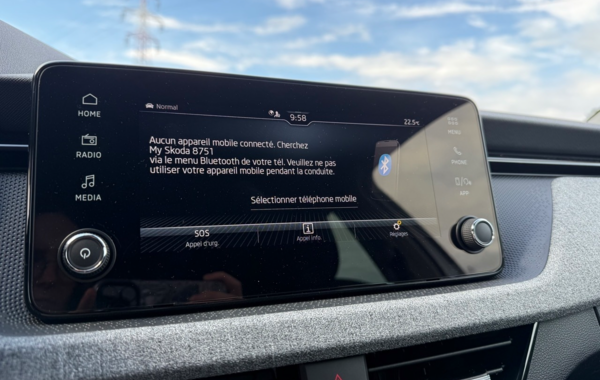 HOME
RADIO
MEDIA
Normal
9:58
22.5°C
Aucun appareil mobile connecté. Cherchez
My Skoda 8751
via le menu Bluetooth de votre tél. Veuillez ne pas
utiliser votre appareil mobile pendant la conduite.
Sélectionner téléphone mobile
SOS
Appel d'urg.
Appel info
Réglages
MENU
PHONE